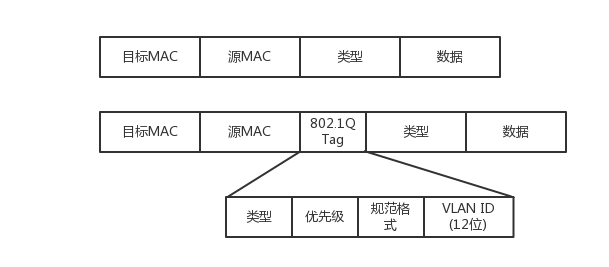 目标MAC 源MAC 类型 数据
目标MAC 源MAC 802.1Q Tag 类型 数据
类型 优先级 规范格式 VLAN ID (12位)